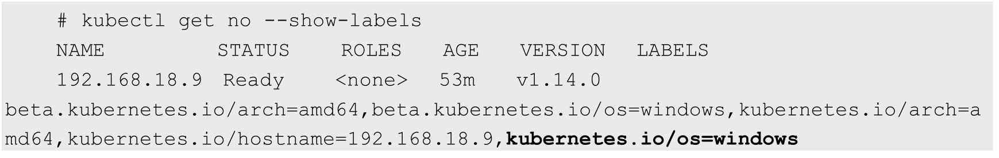 # kubectl get no --show-labels
NAME STATUS ROLES AGE VERSION LABELS
192.168.18.9 Ready <none> 53m v1.14.0
beta.kubernetes.io/arch=amd64,beta.kubernetes.io/os=windows,kubernetes.io/arch=a
md64,kubernetes.io/hostname=192.168.18.9,kubernetes.io/os=windows